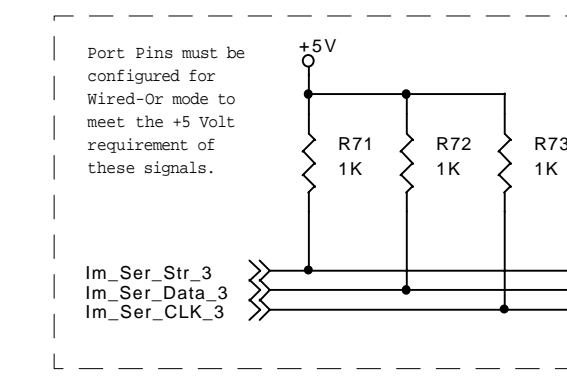 Port Pins must be
configured for
Wired-Or mode to
meet the +5 Volt
requirement of
these signals.
+5V
R71
1K
R72
1K
R73
1K
Im_Ser_Str_3
Im_Ser_Data_3
Im_Ser_CLK_3